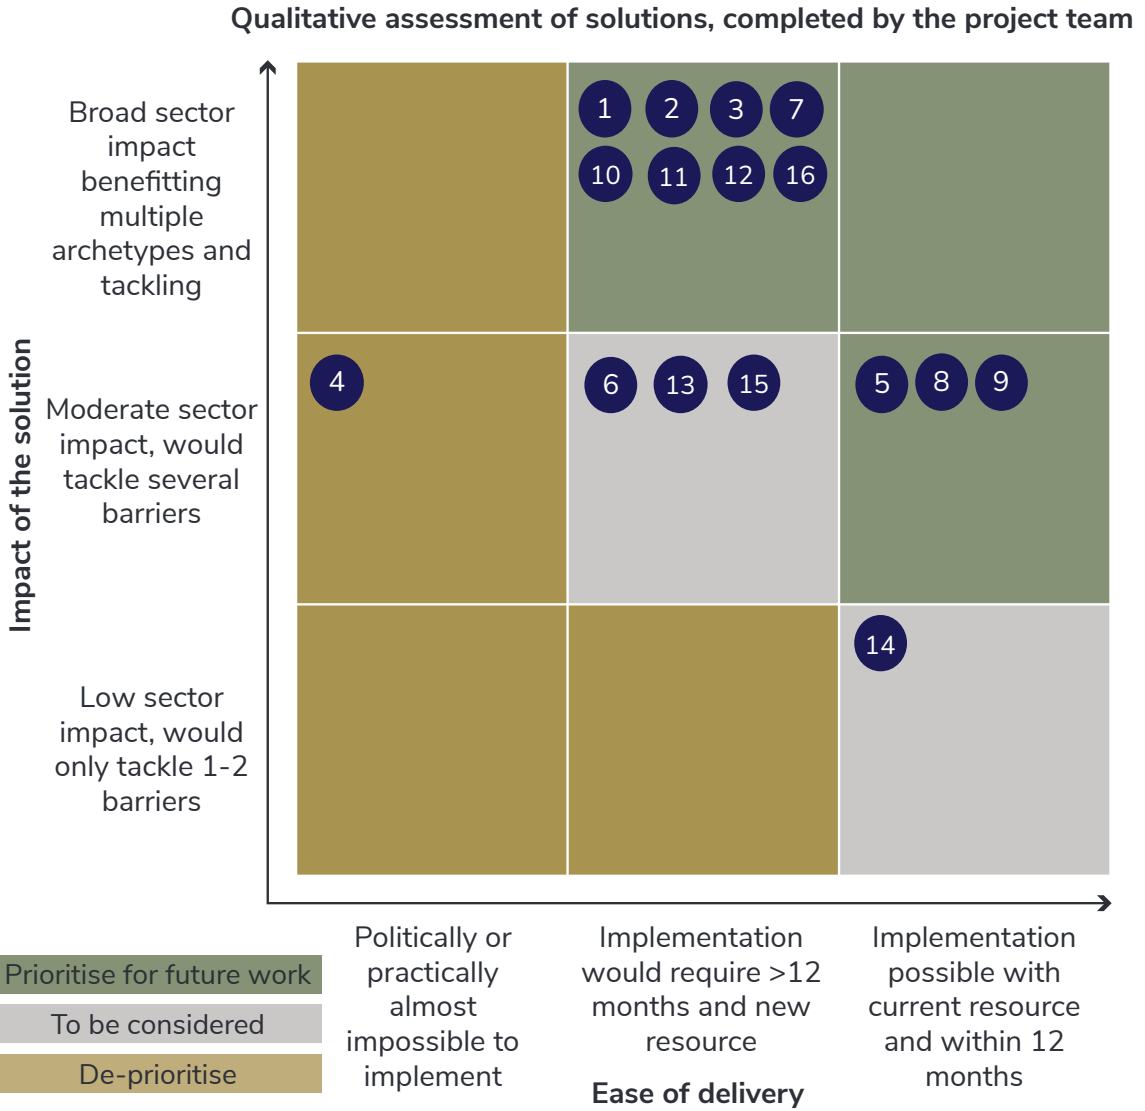 Qualitative assessment of solutions, completed by the project team
Broad sector
impact
benefitting
multiple
archetypes and
tackling
1 2 3 7
10 11 12 16
Impact of the solution
Moderate sector
impact, would
tackle several
barriers
4 6 13 15 5 8 9
Low sector
impact, would
only tackle 1-2
barriers
14
Politically or
practically
almost
impossible to
implement
Implementation
would require >12
months and new
resource
Implementation
possible with
current resource
and within 12
months
Ease of delivery
Prioritise for future work
To be considered
De-prioritise